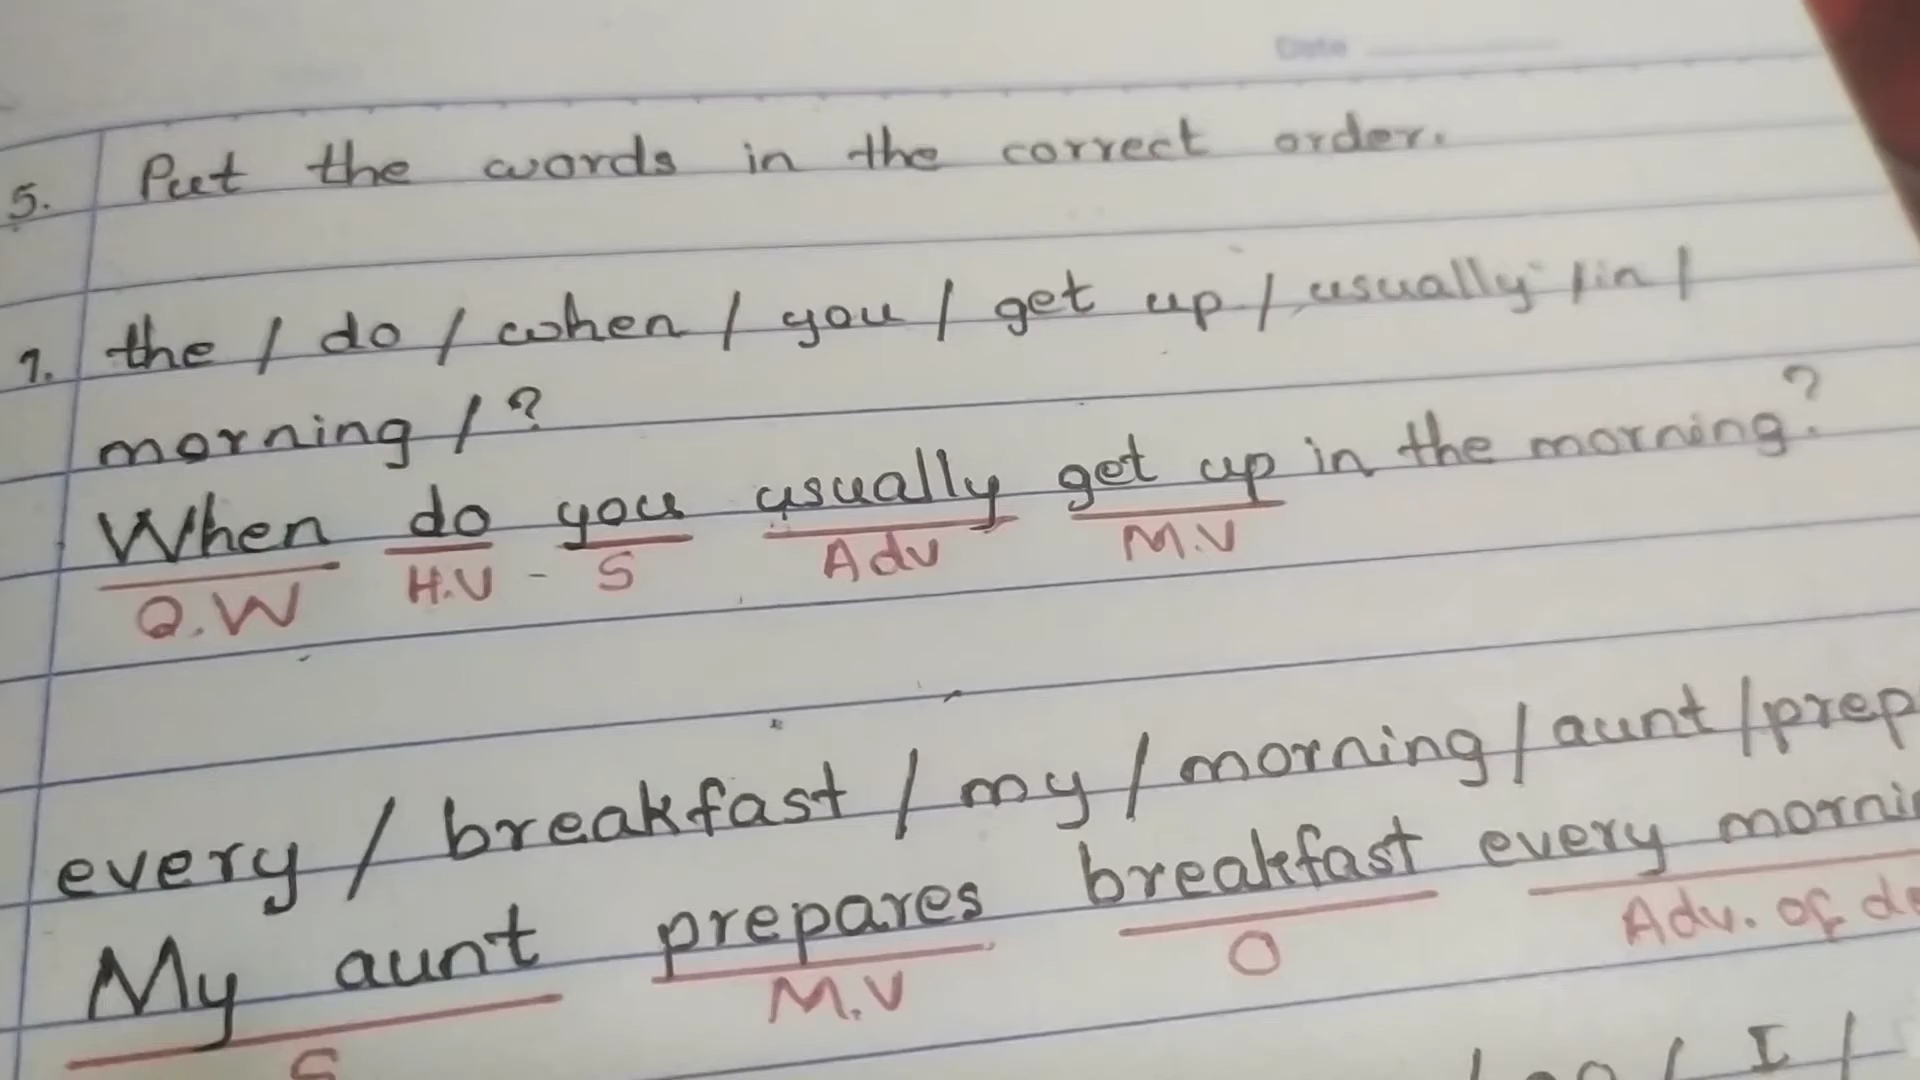 Date
5. Put the words in the correct order.
1. the / do / when / you / get up / usually / in /
morning / ?
When do you usually get up in the morning?
Q.W H.V - S Adv M.V
every / breakfast / my / morning / aunt / prep
My aunt prepares breakfast every mornin
S M.V O Adv. of de
/ I /